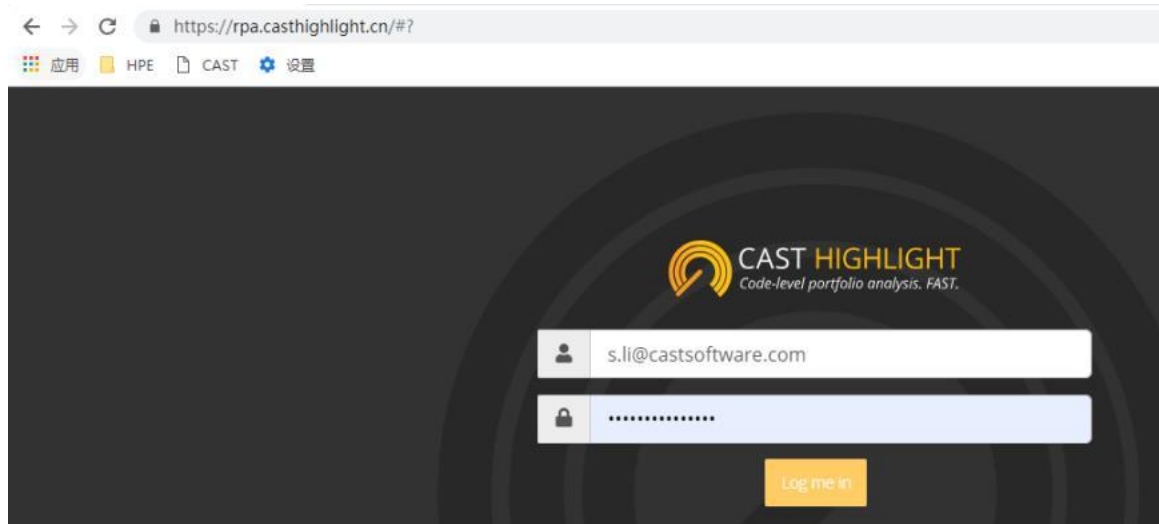 https://rpa.casthighlight.cn/#?
应用 HPE CAST 设置
CAST HIGHLIGHT
Code-level portfolio analysis. FAST.
s.li@castsoftware.com
•••••••••••••••
Log me in